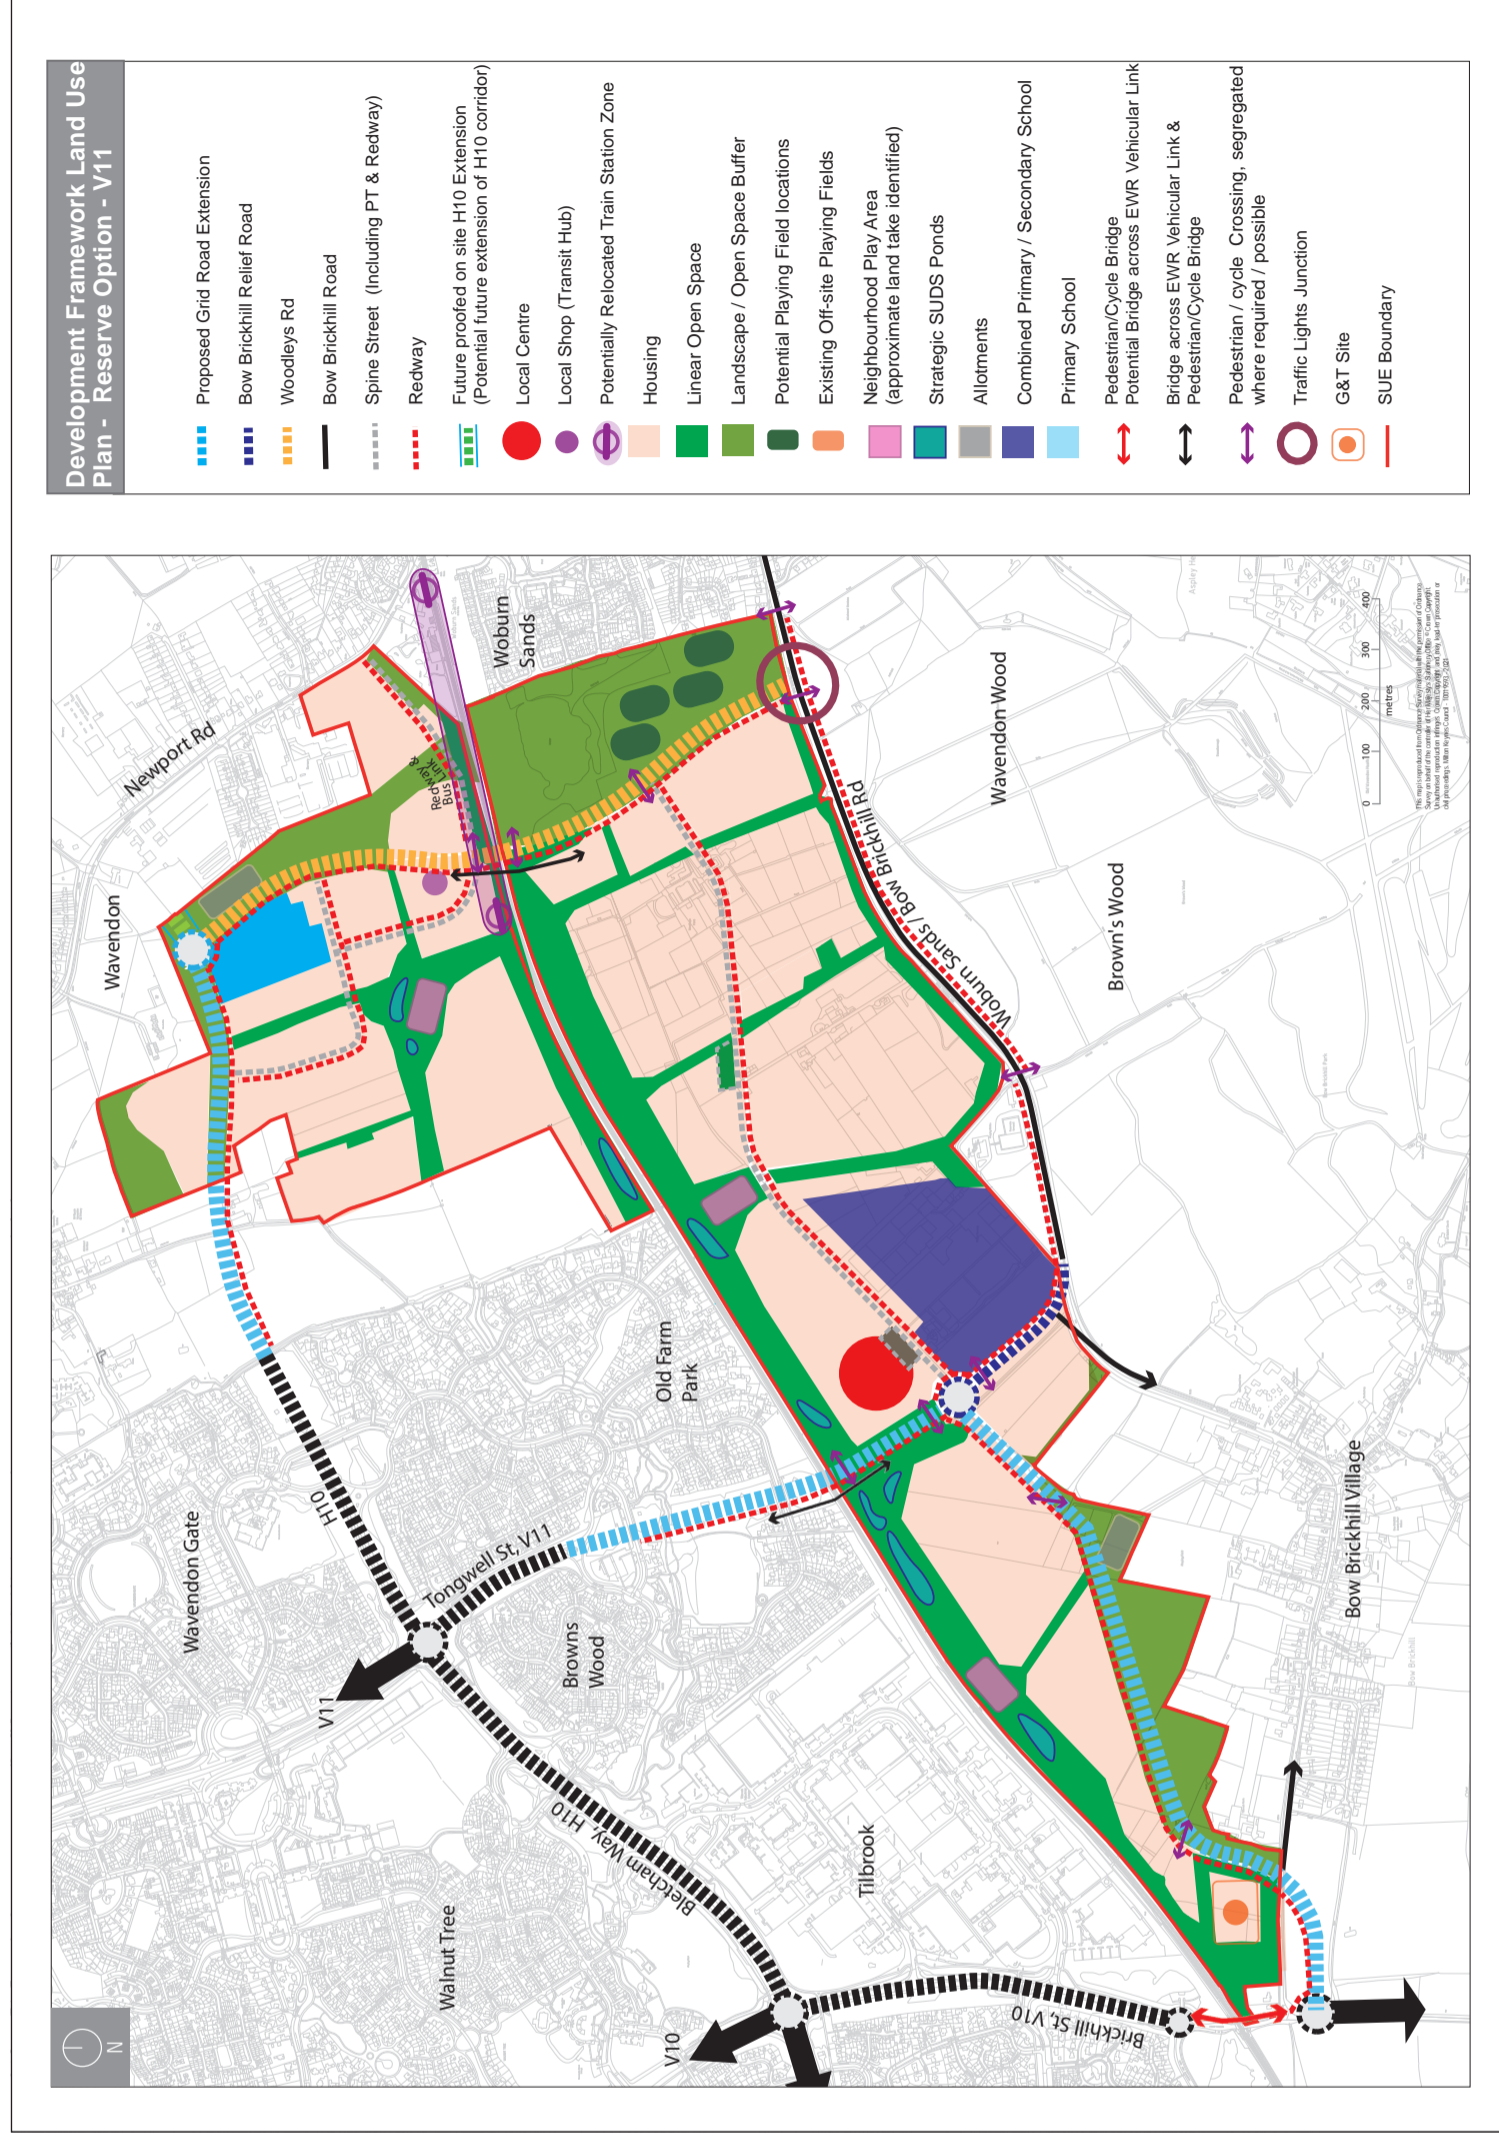 Development Framework Land Use
Plan - Reserve Option - V11
Proposed Grid Road Extension
Bow Brickhill Relief Road
Woodleys Rd
Bow Brickhill Road
Spine Street (Including PT & Redway)
Redway
Future proofed on site H10 Extension
(Potential future extension of H10 corridor)
Local Centre
Local Shop (Transit Hub)
Potentially Relocated Train Station Zone
Housing
Linear Open Space
Landscape / Open Space Buffer
Potential Playing Field locations
Existing Off-site Playing Fields
Neighbourhood Play Area
(approximate land take identified)
Strategic SUDS Ponds
Allotments
Combined Primary / Secondary School
Primary School
Pedestrian/Cycle Bridge
Potential Bridge across EWR Vehicular Link
Bridge across EWR Vehicular Link &
Pedestrian/Cycle Bridge
Pedestrian / cycle Crossing, segregated
where required / possible
Traffic Lights Junction
G&T Site
SUE Boundary
N
Newport Rd
Wavendon
Woburn
Sands
Redway &
Bus Link
Wavendon Wood
Woburn Sands / Bow Brickhill Rd
Brown's Wood
Wavendon Gate
H10
Old Farm
Park
Tongwell St, V11
V11
Browns
Wood
Bletcham Way, H10
Walnut Tree
Tilbrook
Bow Brickhill Village
V10
Brickhill St, V10
Bow Brickhill
0 100 200 300 400
metres